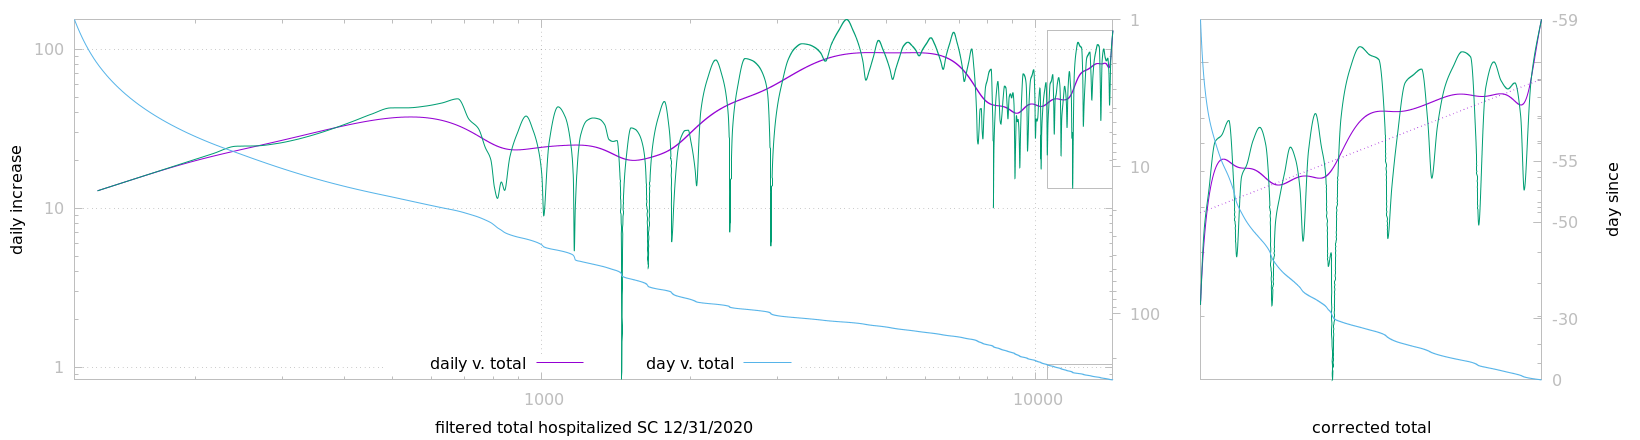 daily increase
100
10
1
daily v. total
day v. total
1000
10000
1
10
100
filtered total hospitalized SC 12/31/2020
-59
-55
-50
-30
0
day since
corrected total